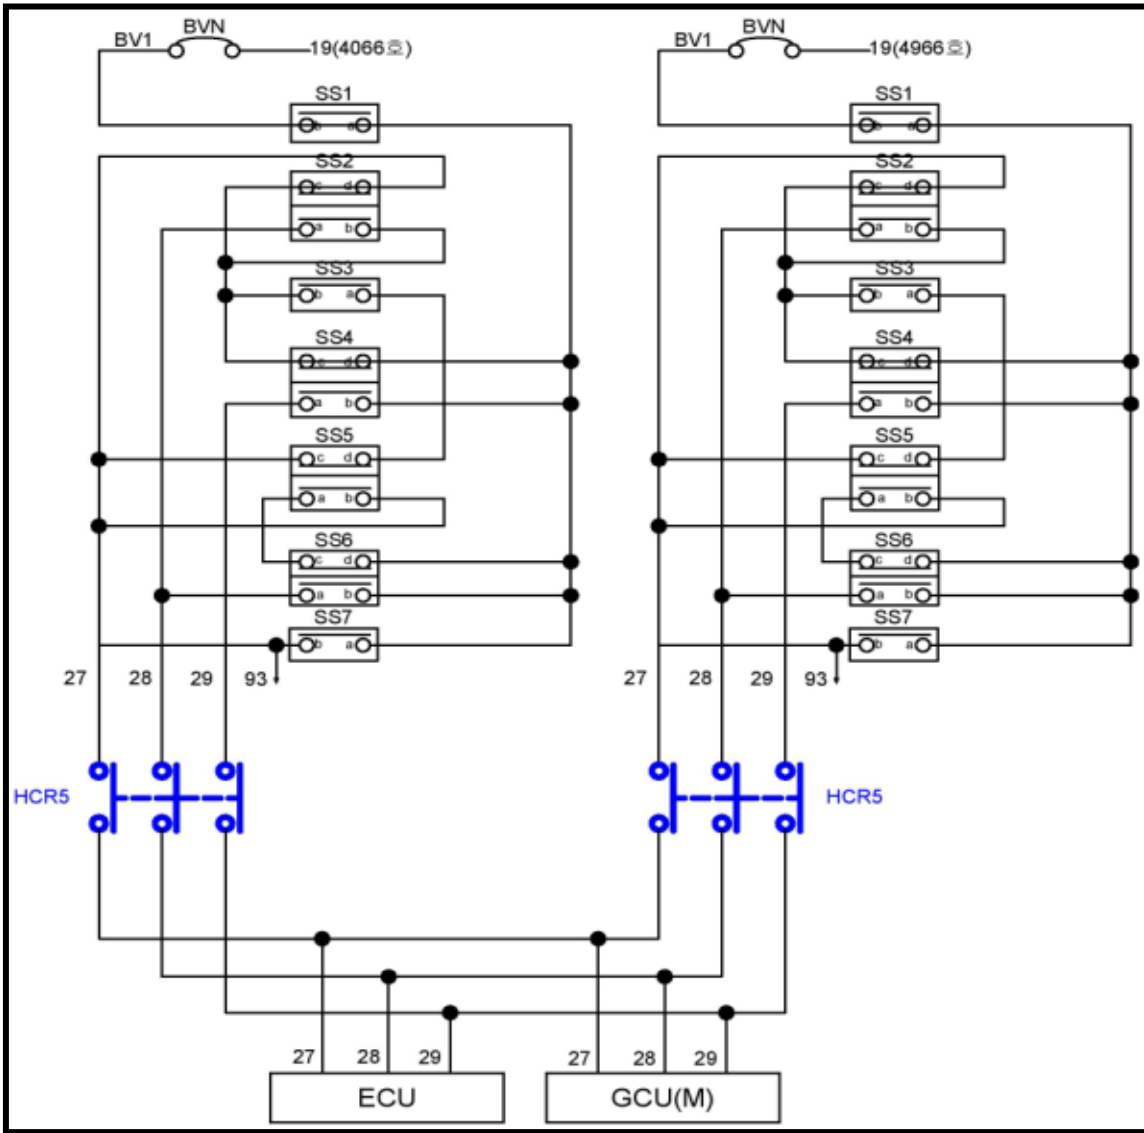 BVN
BV1
19(4066호)
SS1
b a
SS2
c d
a b
SS3
b a
SS4
c d
a b
SS5
c d
a b
SS6
c d
a b
SS7
b a
27 28 29 93
HCR5
BVN
BV1
19(4966호)
SS1
b a
SS2
c d
a b
SS3
b a
SS4
c d
a b
SS5
c d
a b
SS6
c d
a b
SS7
b a
27 28 29 93
HCR5
27 28 29
ECU
27 28 29
GCU(M)